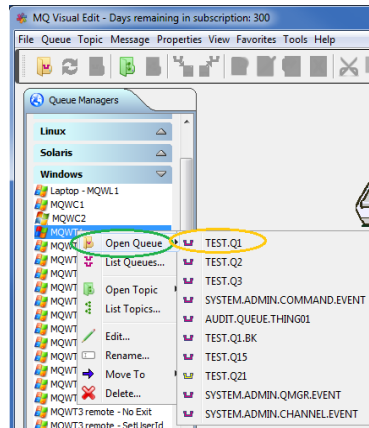 MQ Visual Edit - Days remaining in subscription: 300
File Queue Topic Message Properties View Favorites Tools Help
Queue Managers
Linux
Solaris
Windows
Laptop - MQWL1
MQWC1
MQWC2
Open Queue
List Queues...
Open Topic
List Topics...
Edit...
Rename...
Move To
Delete...
TEST.Q1
TEST.Q2
TEST.Q3
SYSTEM.ADMIN.COMMAND.EVENT
AUDIT.QUEUE.THING01
TEST.Q1.BK
TEST.Q15
TEST.Q21
SYSTEM.ADMIN.QMGR.EVENT
SYSTEM.ADMIN.CHANNEL.EVENT
MQWT3 remote - No Exit
MQWT3 remote - SetUserId